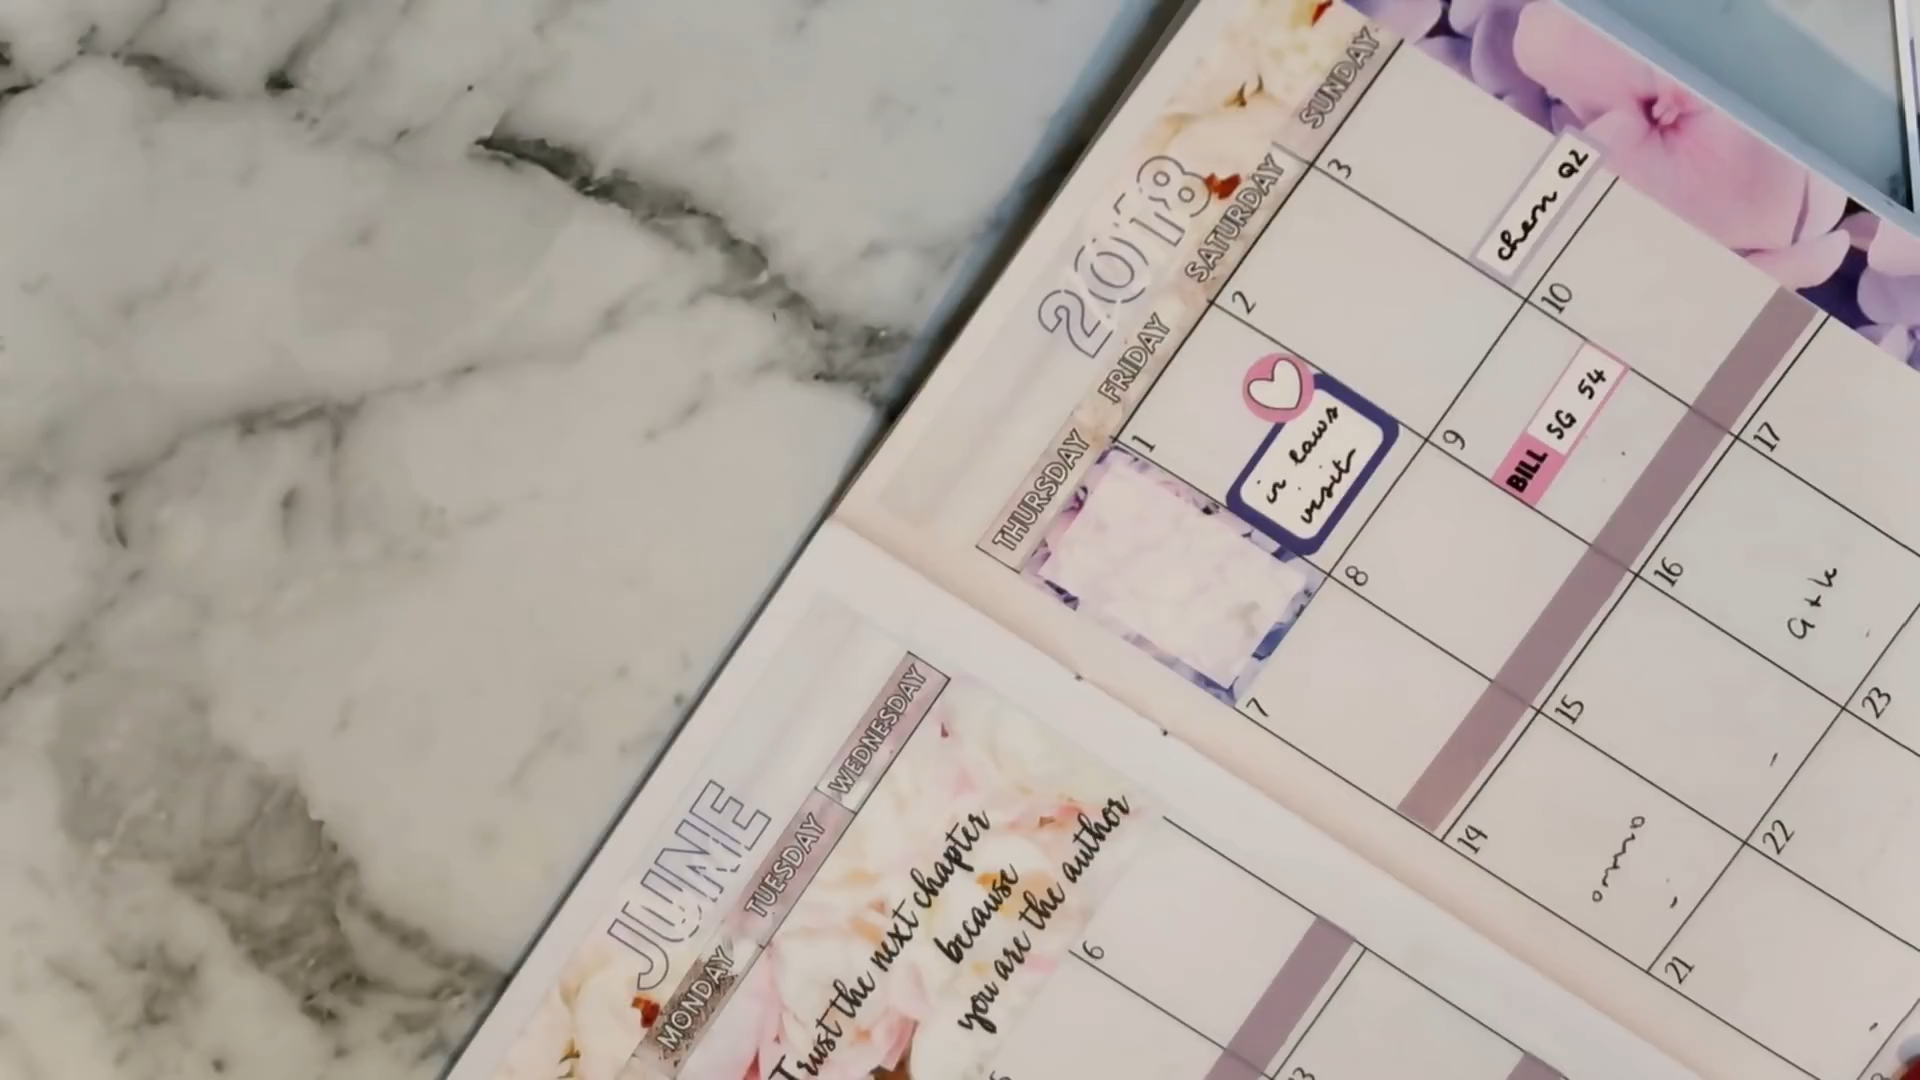 JUNE
2018
MONDAY
TUESDAY
WEDNESDAY
THURSDAY
FRIDAY
SATURDAY
SUNDAY
Trust the next chapter
because
you are the author
1
2
3
in laws
visit
chem Q2
6
7
8
9
10
BILL SG 54
13
14
15
16
17
G + K
21
22
23